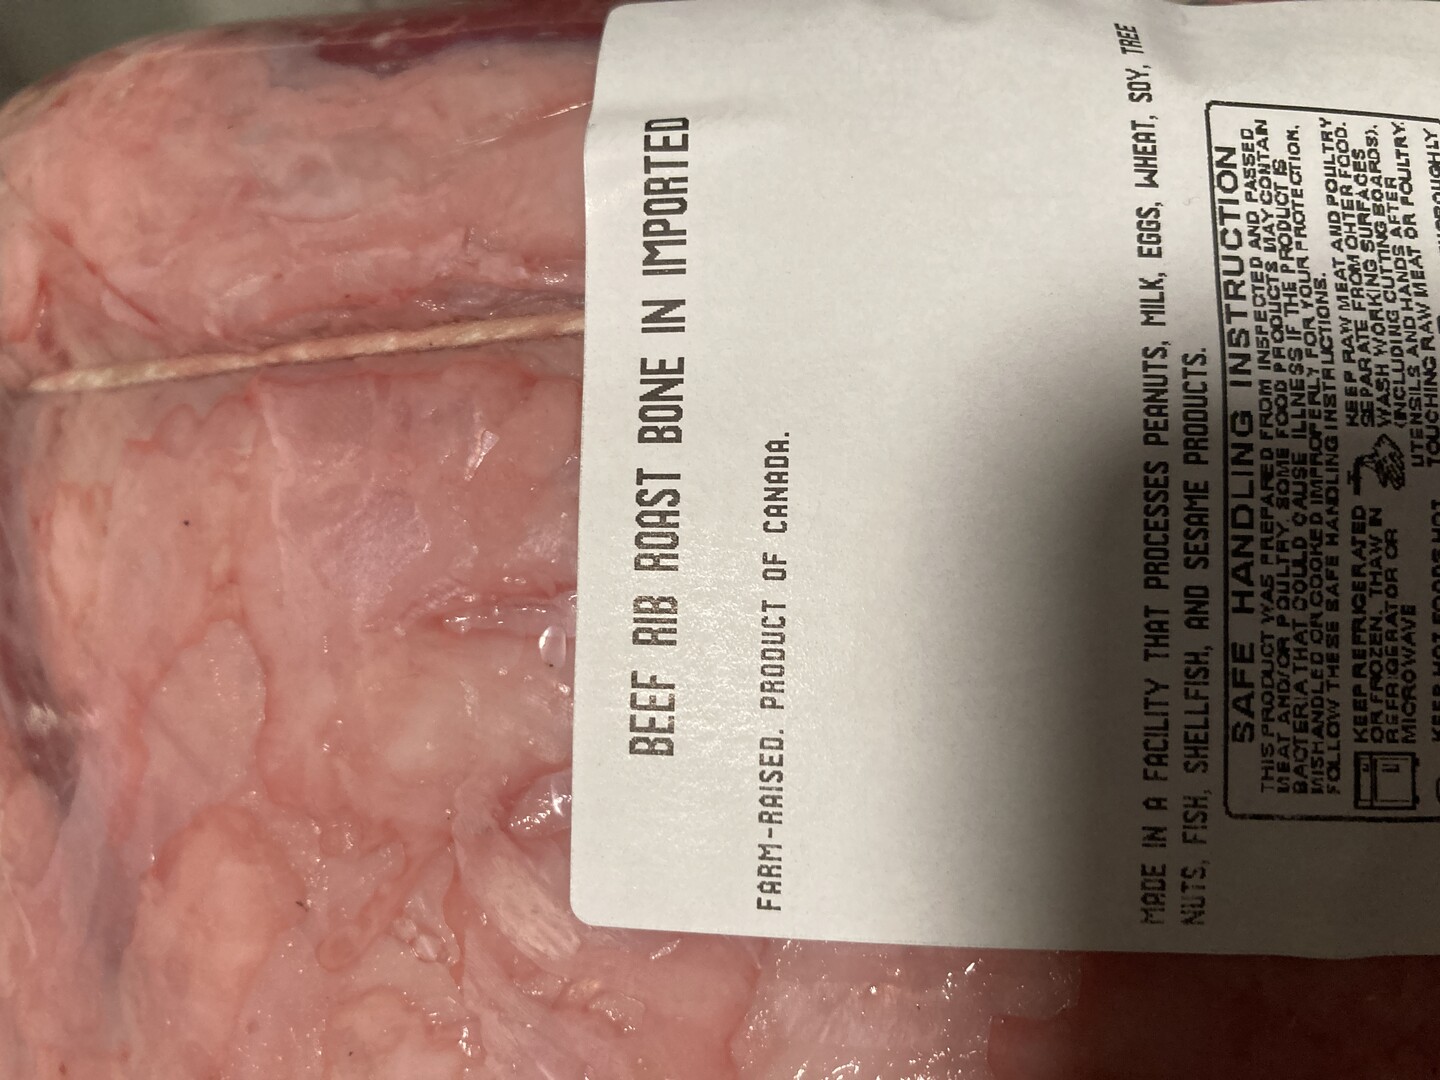 BEEF RIB ROAST BONE IN IMPORTED
FARM-RAISED. PRODUCT OF CANADA.
MADE IN A FACILITY THAT PROCESSES PEANUTS, MILK, EGGS, WHEAT, SOY, TREE
NUTS, FISH, SHELLFISH, AND SESAME PRODUCTS.
SAFE HANDLING INSTRUCTION
THIS PRODUCT WAS PREPARED FROM INSPECTED AND PASSED
MEAT AND/OR POULTRY. SOME FOOD PRODUCTS MAY CONTAIN
BACTERIA THAT COULD CAUSE ILLNESS IF THE PRODUCT IS
MISHANDLED OR COOKED IMPROPERLY. FOR YOUR PROTECTION,
FOLLOW THESE SAFE HANDLING INSTRUCTIONS.
KEEP REFRIGERATED
OR FROZEN. THAW IN
REFRIGERATOR OR
MICROWAVE
KEEP RAW MEAT AND POULTRY
SEPARATE FROM OHTER FOOD.
WASH WORKING SURFACES
(INCLUDING CUTTING BOARDS),
UTENSILS AND HANDS AFTER
TOUCHING RAW MEAT OR POULTRY.
KEEP HOT FOODS HOT